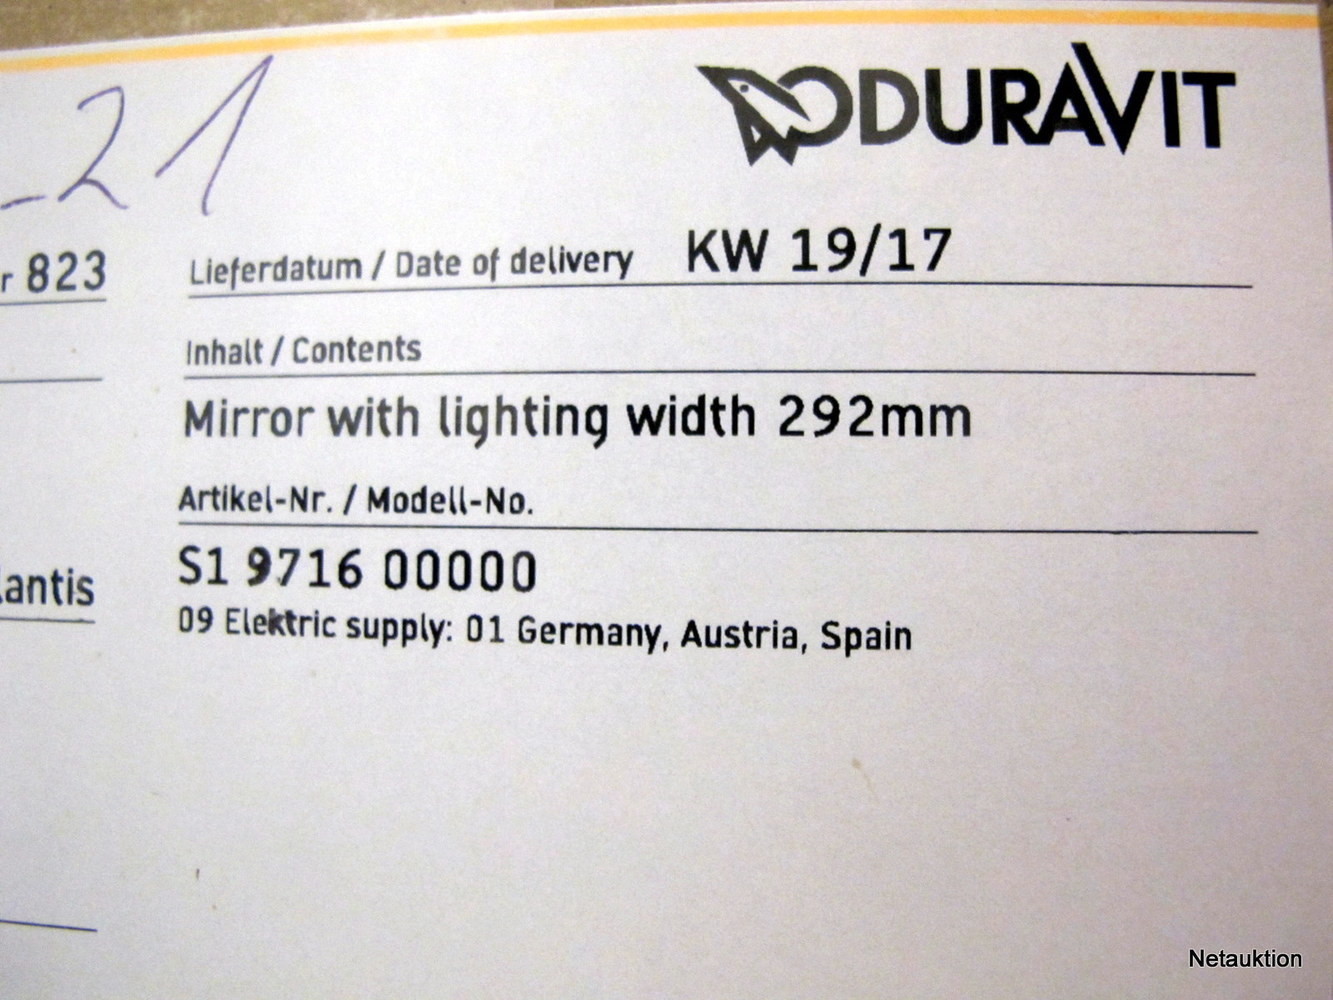 -21
DURAVIT
r 823
Lieferdatum / Date of delivery KW 19/17
Inhalt / Contents
Mirror with lighting width 292mm
Artikel-Nr. / Modell-No.
S1 9716 00000
lantis
09 Elektric supply: 01 Germany, Austria, Spain
Netauktion